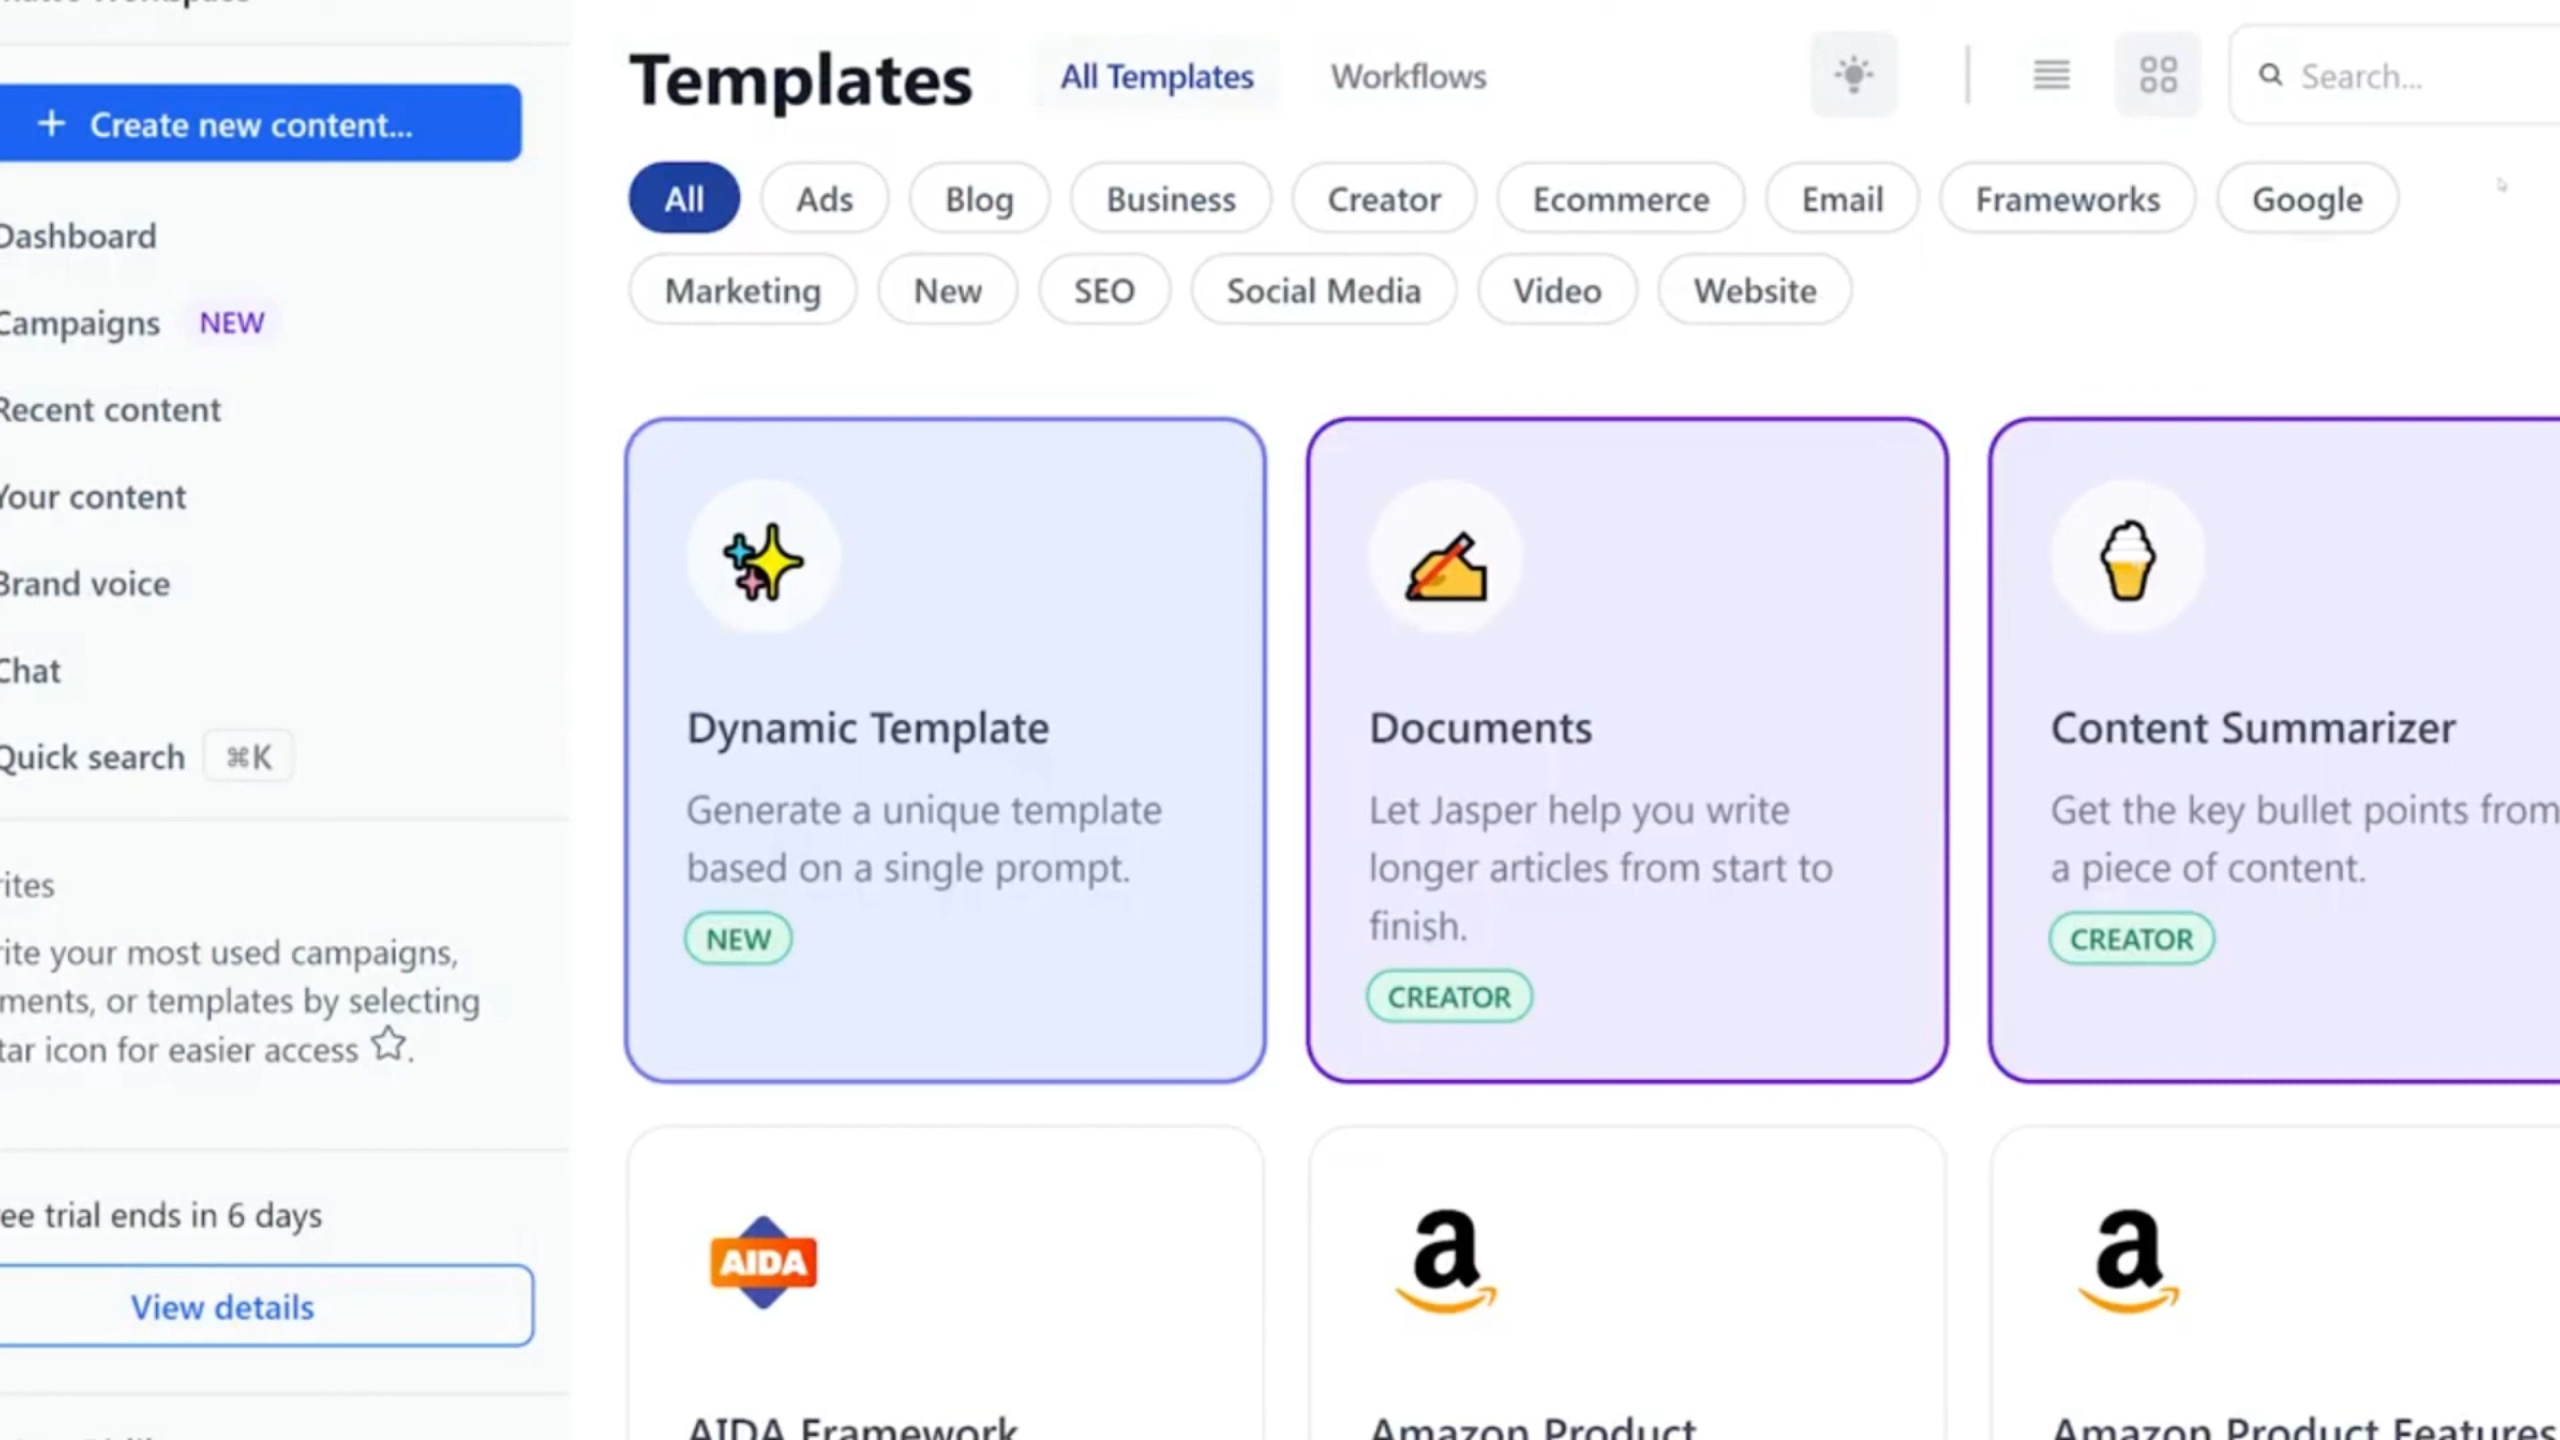 Create new content...
Dashboard
Campaigns NEW
Recent content
Your content
Brand voice
Chat
Quick search ⌘K
rites
rite your most used campaigns,
ments, or templates by selecting
tar icon for easier access ☆.
ee trial ends in 6 days
View details
Templates All Templates Workflows Search...
All Ads Blog Business Creator Ecommerce Email Frameworks Google
Marketing New SEO Social Media Video Website
Dynamic Template
Generate a unique template
based on a single prompt.
NEW
Documents
Let Jasper help you write
longer articles from start to
finish.
CREATOR
Content Summarizer
Get the key bullet points from
a piece of content.
CREATOR
AIDA
AIDA Framework
a
Amazon Product
a
Amazon Product Features